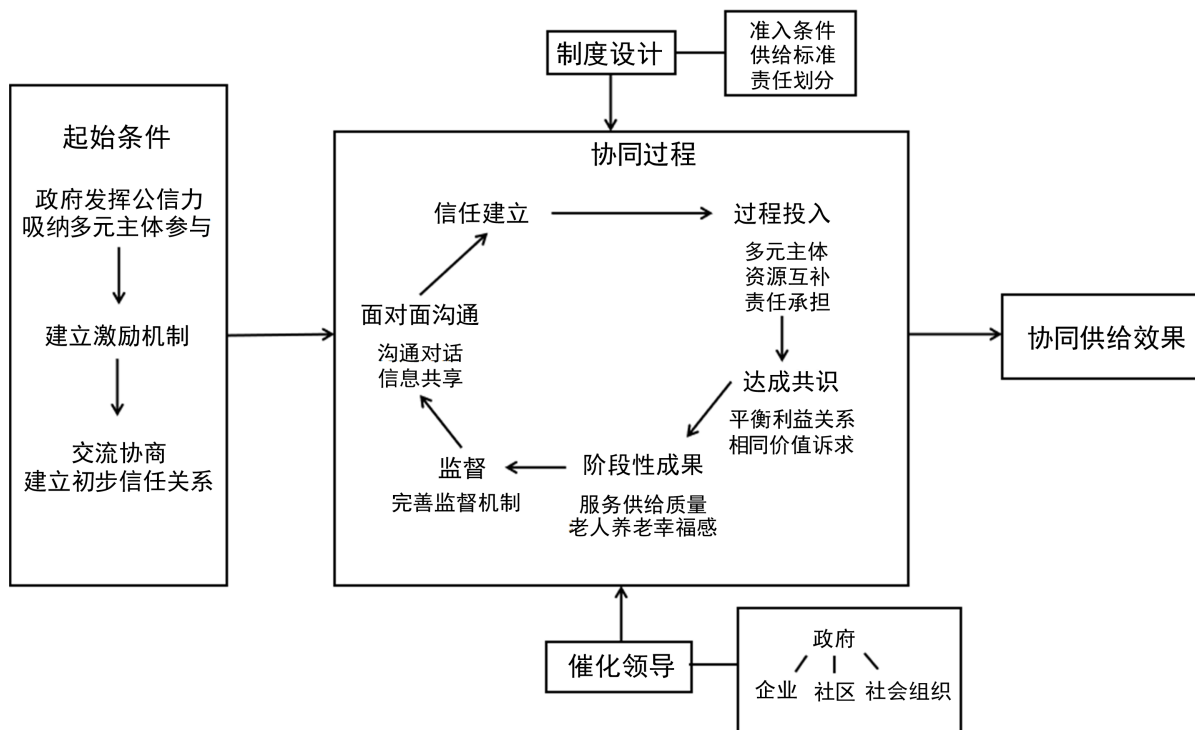 制度设计
准入条件
供给标准
责任划分
起始条件
政府发挥公信力
吸纳多元主体参与
建立激励机制
交流协商
建立初步信任关系
协同过程
信任建立
过程投入
多元主体
资源互补
责任承担
面对面沟通
沟通对话
信息共享
达成共识
平衡利益关系
相同价值诉求
监督
完善监督机制
阶段性成果
服务供给质量
老人养老幸福感
协同供给效果
催化领导
政府
企业 社区 社会组织